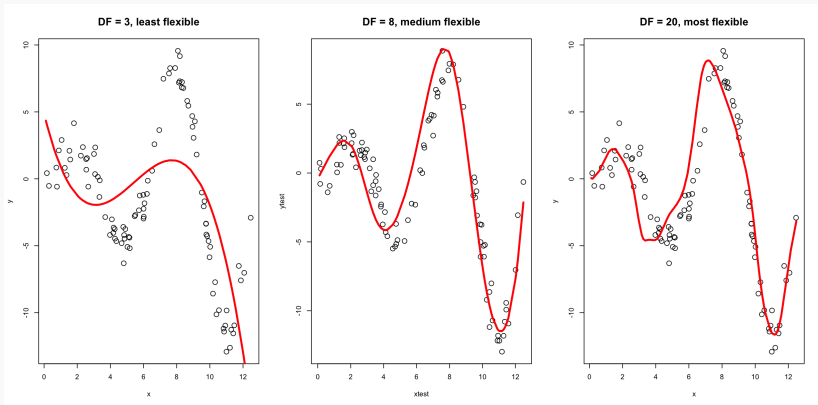 DF = 3, least flexible
10
5
0
-5
-10
y
0 2 4 6 8 10 12
x
DF = 8, medium flexible
5
0
-5
-10
ytest
0 2 4 6 8 10 12
xtest
DF = 20, most flexible
10
5
0
-5
-10
y
0 2 4 6 8 10 12
x